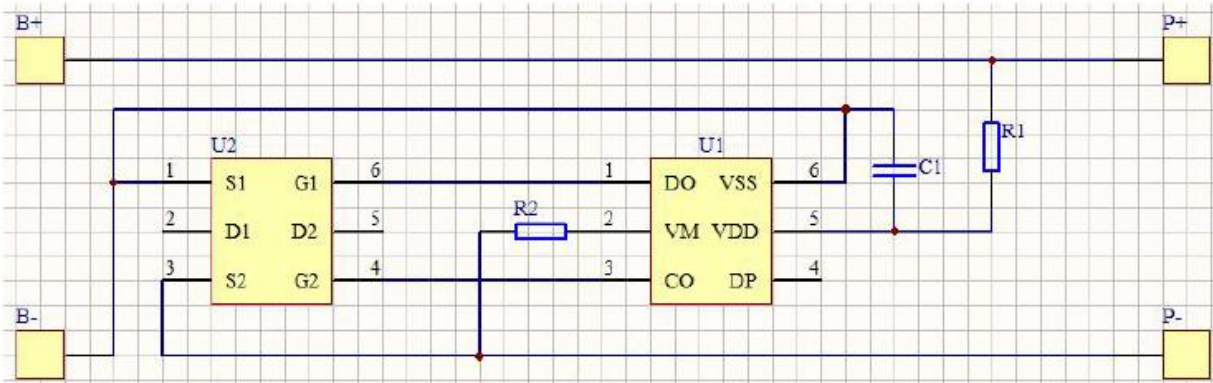 B+
P+
U2
U1
R1
1 S1 G1 6
1 DO VSS 6
C1
R2
2 D1 D2 5
2 VM VDD 5
3 S2 G2 4
3 CO DP 4
B-
P-